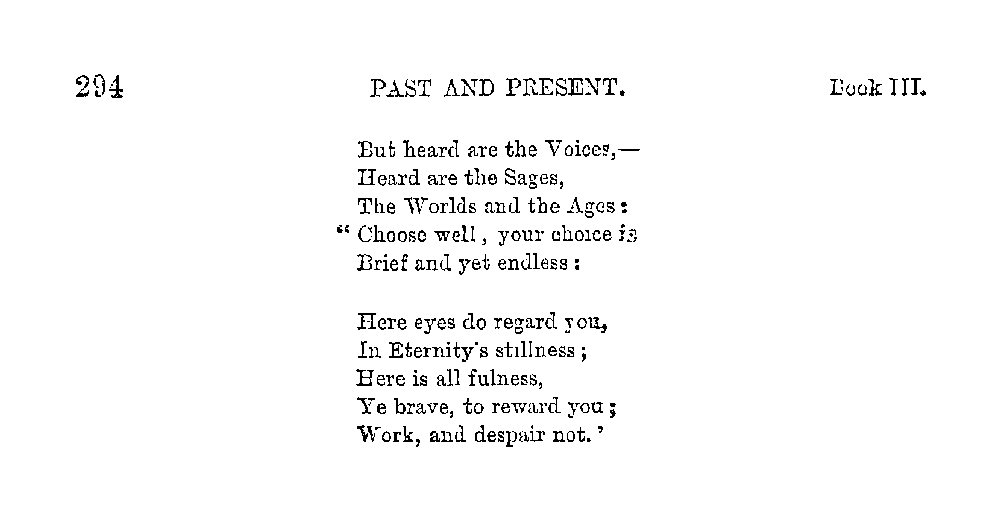 294 PAST AND PRESENT. Book III.
But heard are the Voices,—
Heard are the Sages,
The Worlds and the Ages:
“ Choose well, your choice is
Brief and yet endless:
Here eyes do regard you,
In Eternity's stillness;
Here is all fulness,
Ye brave, to reward you;
Work, and despair not.’